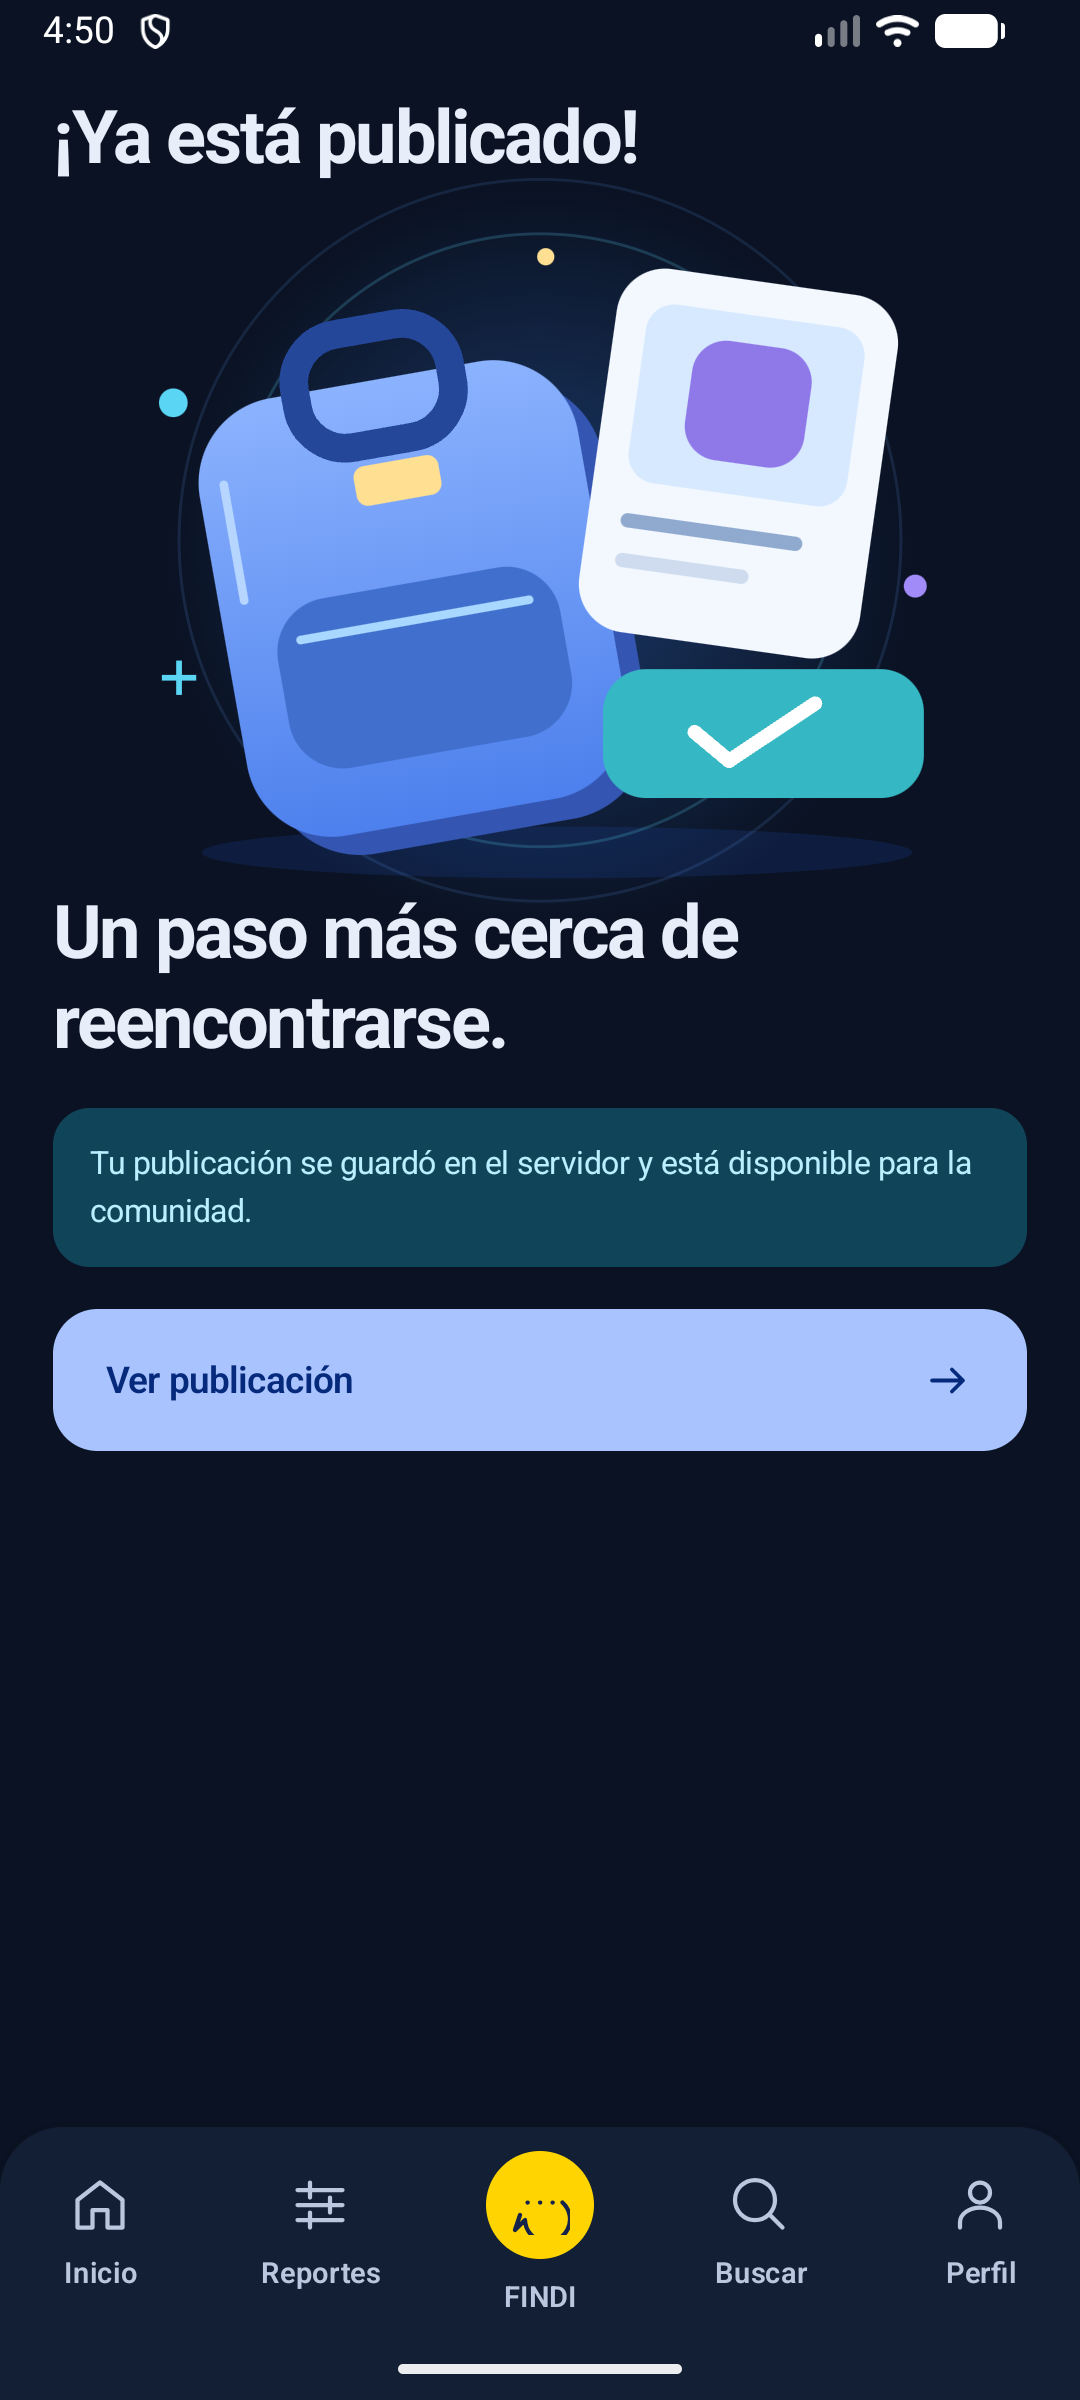 4:50
¡Ya está publicado!
Un paso más cerca de
reencontrarse.
Tu publicación se guardó en el servidor y está disponible para la
comunidad.
Ver publicación
Inicio
Reportes
FINDI
Buscar
Perfil